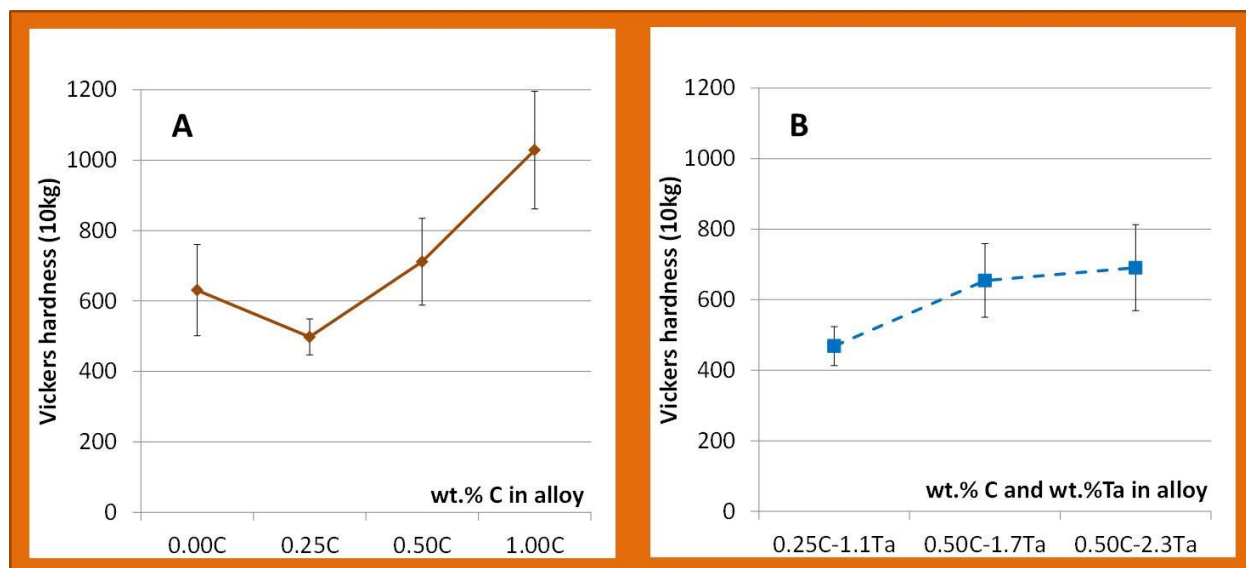 A
Vickers hardness (10kg)
1200
1000
800
600
400
200
0
wt.% C in alloy
0.00C 0.25C 0.50C 1.00C
B
Vickers hardness (10kg)
1200
1000
800
600
400
200
0
wt.% C and wt.%Ta in alloy
0.25C-1.1Ta 0.50C-1.7Ta 0.50C-2.3Ta